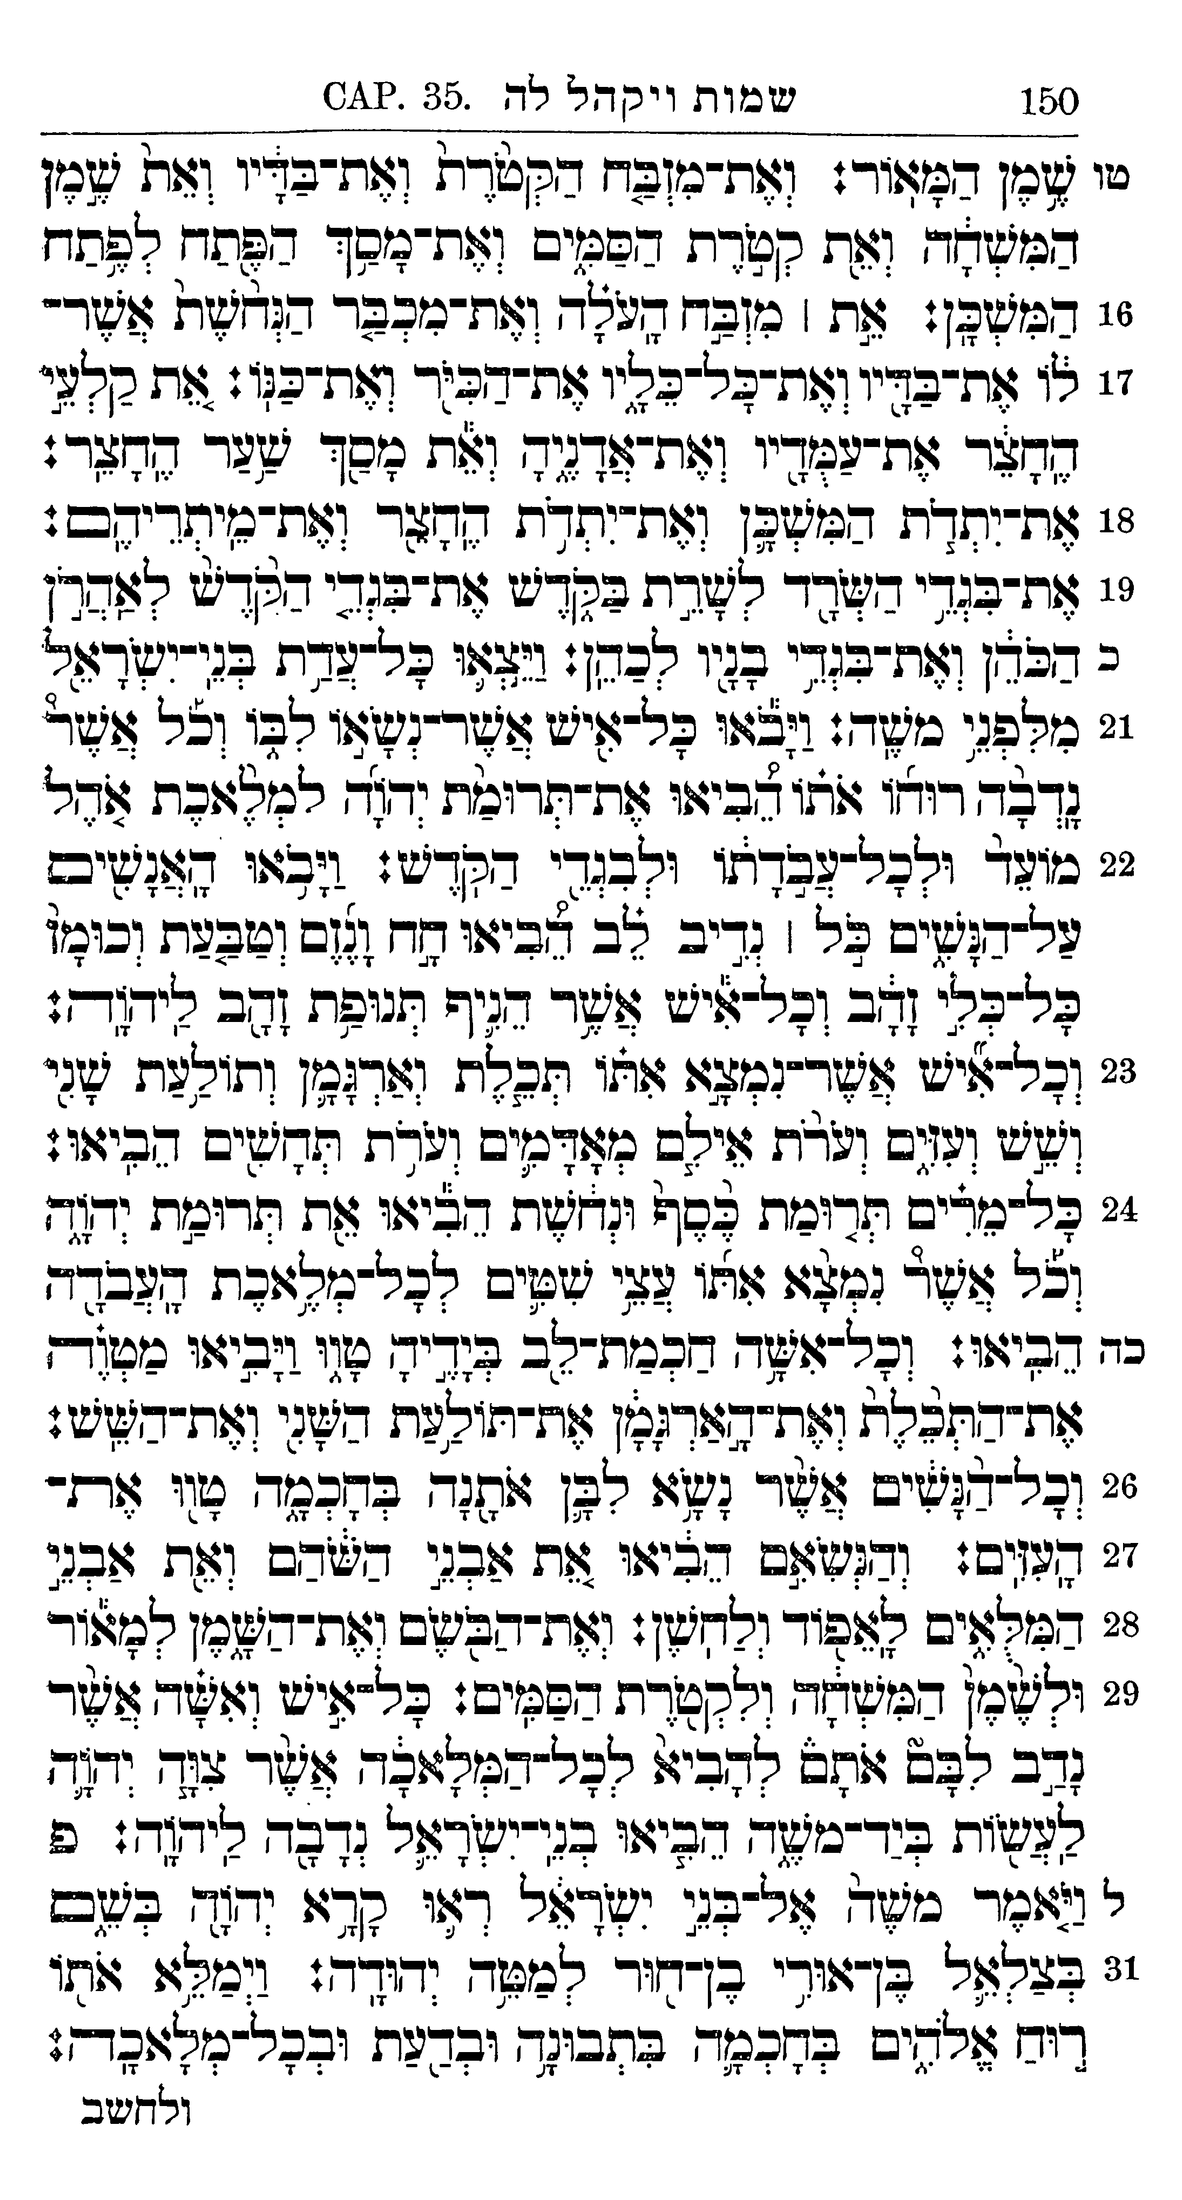 150 שמות ויקהל לה CAP. 35.
טו שֶׁ֥מֶן הַמָּאֽוֹר׃ וְאֶת־מִזְבַּ֤ח הַקְּטֹ֙רֶת֙ וְאֶת־בַּדָּ֔יו וְאֵת֙ שֶׁ֣מֶן
הַמִּשְׁחָ֔ה וְאֵ֖ת קְטֹ֣רֶת הַסַּמִּ֑ים וְאֶת־מָסַ֥ךְ הַפֶּ֖תַח לְפֶ֥תַח
16 הַמִּשְׁכָּֽן׃ אֵ֣ת ׀ מִזְבַּ֣ח הָֽעֹלָ֗ה וְאֶת־מִכְבַּ֤ר הַנְּחֹ֙שֶׁת֙ אֲשֶׁר־
17 ל֔וֹ אֶת־בַּדָּ֖יו וְאֶת־כָּל־כֵּלָ֑יו אֶת־הַכִּיֹּ֖ר וְאֶת־כַּנּֽוֹ׃ אֵ֚ת קַלְעֵ֣י
הֶֽחָצֵ֔ר אֶת־עַמֻּדָ֖יו וְאֶת־אֲדָנֶ֑יהָ וְאֵ֕ת מָסַ֖ךְ שַׁ֥עַר הֶֽחָצֵֽר׃
18 אֶת־יִתְדֹ֧ת הַמִּשְׁכָּ֛ן וְאֶת־יִתְדֹ֥ת הֶֽחָצֵ֖ר וְאֶת־מֵֽיתְרֵיהֶֽם׃
19 אֶת־בִּגְדֵ֥י הַשְּׂרָ֖ד לְשָׁרֵ֣ת בַּקֹּ֑דֶשׁ אֶת־בִּגְדֵ֤י הַקֹּ֙דֶשׁ֙ לְאַֽהֲרֹ֣ן
כ הַכֹּהֵ֔ן וְאֶת־בִּגְדֵ֥י בָנָ֖יו לְכַהֵֽן׃ וַיֵּ֥צְא֛וּ כָּל־עֲדַ֥ת בְּנֵֽי־יִשְׂרָאֵ֖ל
21 מִלִּפְנֵ֥י מֹשֶֽׁה׃ וַיָּבֹ֕אוּ כָּל־אִ֖ישׁ אֲשֶׁר־נְשָׂא֣וֹ לִבּ֑וֹ וְכֹ֡ל אֲשֶׁר֩
נָֽדְבָ֨ה רוּח֜וֹ אֹת֗וֹ הֵ֠בִיאוּ אֶת־תְּרוּמַ֨ת יְהוָ֜ה לִמְלֶ֨אכֶת אֹ֤הֶל
22 מוֹעֵד֙ וּלְכָל־עֲבֹ֣דָת֔וֹ וּלְבִגְדֵ֖י הַקֹּֽדֶשׁ׃ וַיָּבֹ֥אוּ הָֽאֲנָשִׁ֖ים
עַל־הַנָּשִׁ֑ים כֹּ֣ל ׀ נְדִ֣יב לֵ֗ב הֵ֠בִיאוּ חָ֣ח וָנֶ֜זֶם וְטַבַּ֤עַת וְכוּמָז֙
כָּל־כְּלִ֣י זָהָ֔ב וְכָל־אִ֕ישׁ אֲשֶׁ֥ר הֵנִ֛יף תְּנוּפַ֥ת זָהָ֖ב לַֽיהוָֽה׃
23 וְכָל־אִ֞ישׁ אֲשֶׁר־נִמְצָ֣א אִתּ֗וֹ תְּכֵ֧לֶת וְאַרְגָּמָ֛ן וְתוֹלַ֥עַת שָׁנִ֖י
וְשֵׁ֣שׁ וְעִזִּ֑ים וְעֹרֹ֨ת אֵילִ֧ם מְאָדָּמִ֛ים וְעֹרֹ֥ת תְּחָשִׁ֖ים הֵבִֽיאוּ׃
24 כָּל־מֵרִ֗ים תְּר֤וּמַת כֶּ֙סֶף֙ וּנְחֹ֔שֶׁת הֵבִ֕יאוּ אֵ֖ת תְּרוּמַ֣ת יְהוָ֑ה
וְכֹ֡ל אֲשֶׁר֩ נִמְצָ֨א אִתּ֜וֹ עֲצֵ֥י שִׁטִּ֛ים לְכָל־מְלֶ֥אכֶת הָֽעֲבֹדָ֖ה
כה הֵבִֽיאוּ׃ וְכָל־אִשָּׁ֥ה חַכְמַת־לֵ֖ב בְּיָדֶ֣יהָ טָו֑וּ וַיָּבִ֣יאוּ מַטְוֶ֗ה
אֶֽת־הַתְּכֵ֙לֶת֙ וְאֶת־הָֽאַרְגָּמָ֔ן אֶת־תּוֹלַ֥עַת הַשָּׁנִ֖י וְאֶת־הַשֵּֽׁשׁ׃
26 וְכָל־הַ֨נָּשִׁ֔ים אֲשֶׁ֨ר נָשָׂ֥א לִבָּ֛ן אֹתָ֖נָה בְּחָכְמָ֑ה טָו֖וּ אֶת־
27 הָֽעִזִּֽים׃ וְהַנְּשִׂאִ֣ם הֵבִ֔יאוּ אֵ֚ת אַבְנֵ֣י הַשֹּׁ֔הַם וְאֵ֖ת אַבְנֵ֣י
28 הַמִּלֻּאִ֑ים לָֽאֵפ֖וֹד וְלַחֹֽשֶׁן׃ וְאֶת־הַבֹּ֖שֶׂם וְאֶת־הַשָּׁ֑מֶן לְמָא֕וֹר
29 וּלְשֶׁ֙מֶן֙ הַמִּשְׁחָ֔ה וְלִקְטֹ֖רֶת הַסַּמִּֽים׃ כָּל־אִ֣ישׁ וְאִשָּׁ֗ה אֲשֶׁ֨ר
נָדַ֣ב לִבָּם֮ אֹתָם֒ לְהָבִיא֙ לְכָל־הַמְּלָאכָ֔ה אֲשֶׁ֨ר צִוָּ֧ה יְהוָ֛ה
לַֽעֲשׂ֖וֹת בְּיַד־מֹשֶׁ֑ה הֵבִ֧יאוּ בְנֵֽי־יִשְׂרָאֵ֛ל נְדָבָ֖ה לַֽיהוָֽה׃ פ
ל וַיֹּ֤אמֶר מֹשֶׁה֙ אֶל־בְּנֵ֣י יִשְׂרָאֵ֔ל רְא֛וּ קָרָ֥א יְהוָ֖ה בְּשֵׁ֑ם
31 בְּצַלְאֵ֛ל בֶּן־אוּרִ֥י בֶן־ח֖וּר לְמַטֵּ֥ה יְהוּדָֽה׃ וַיְמַלֵּ֥א אֹת֖וֹ
ר֣וּחַ אֱלֹהִ֑ים בְּחָכְמָ֛ה בִּתְבוּנָ֥ה וּבְדַ֖עַת וּבְכָל־מְלָאכָֽה׃
ולחשב